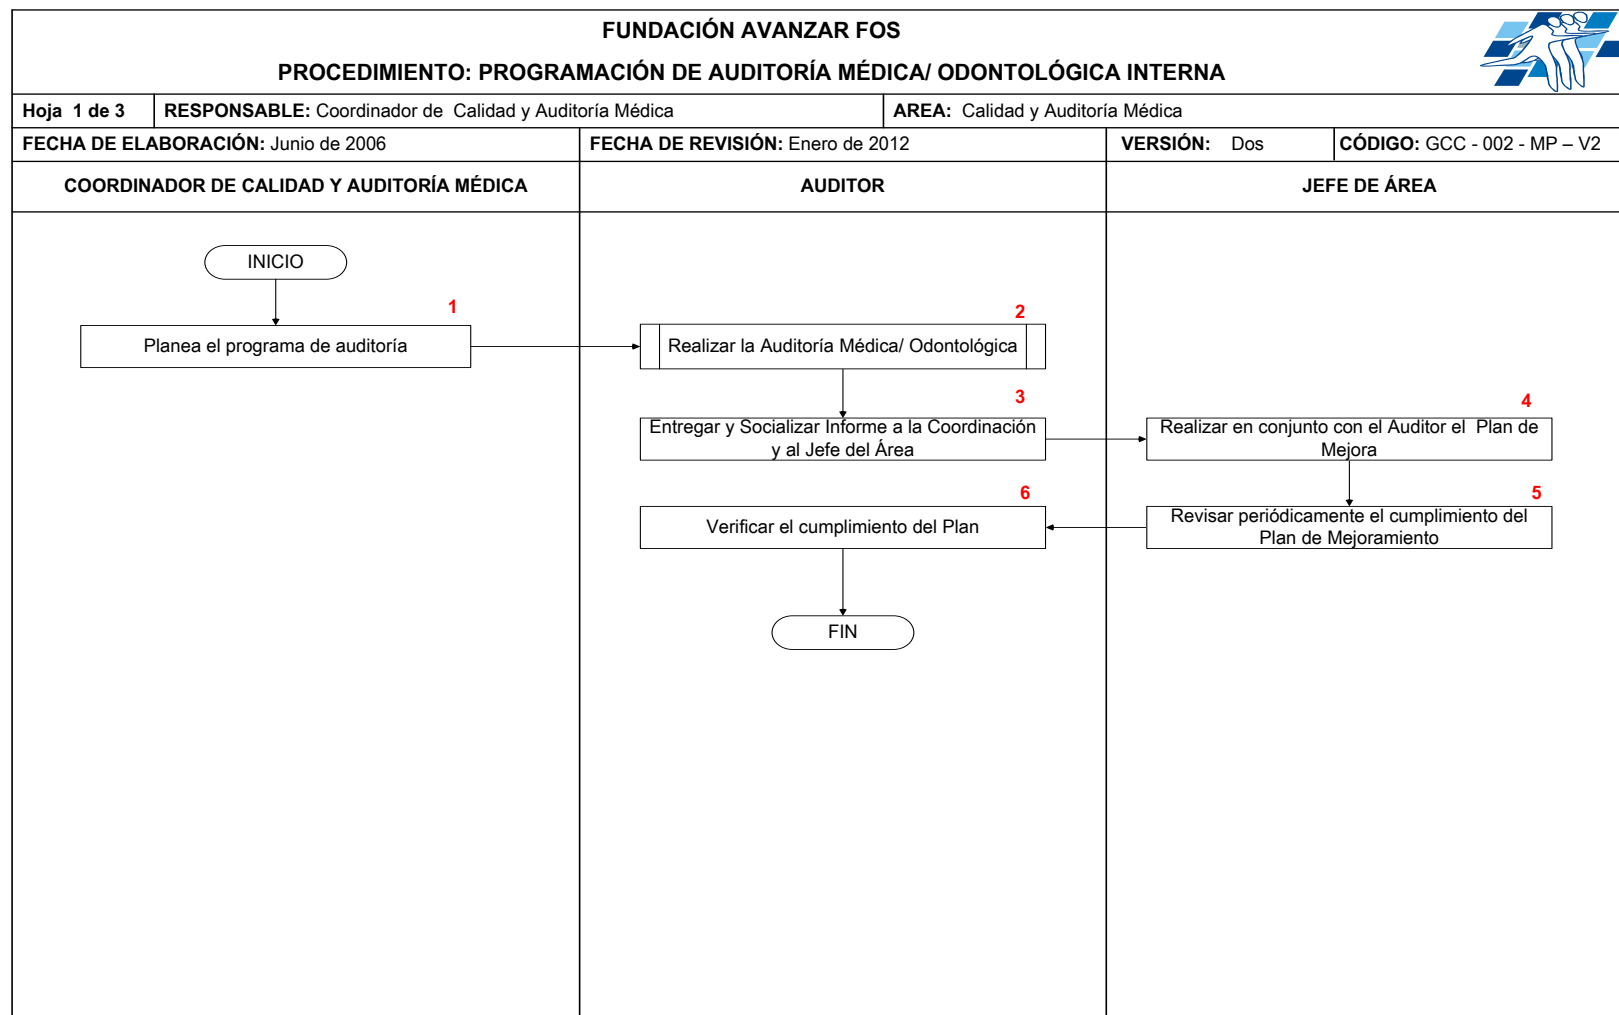 FUNDACIÓN AVANZAR FOS
PROCEDIMIENTO: PROGRAMACIÓN DE AUDITORÍA MÉDICA/ ODONTOLÓGICA INTERNA
Hoja 1 de 3 RESPONSABLE: Coordinador de Calidad y Auditoría Médica AREA: Calidad y Auditoría Médica
FECHA DE ELABORACIÓN: Junio de 2006 FECHA DE REVISIÓN: Enero de 2012 VERSIÓN: Dos CÓDIGO: GCC - 002 - MP – V2
COORDINADOR DE CALIDAD Y AUDITORÍA MÉDICA AUDITOR JEFE DE ÁREA
INICIO
1
Planea el programa de auditoría
2
Realizar la Auditoría Médica/ Odontológica
3
Entregar y Socializar Informe a la Coordinación
y al Jefe del Área
4
Realizar en conjunto con el Auditor el Plan de
Mejora
5
Revisar periódicamente el cumplimiento del
Plan de Mejoramiento
6
Verificar el cumplimiento del Plan
FIN